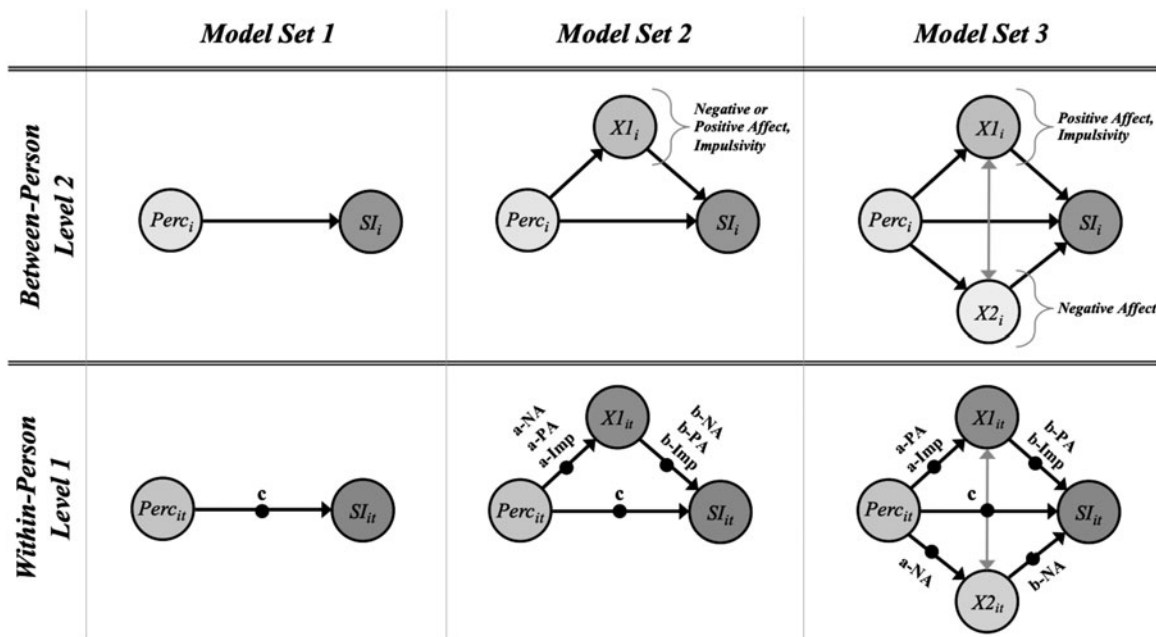 Model Set 1
Model Set 2
Model Set 3
Between-Person
Level 2
Perc_i
SI_i
X1_i
Negative or
Positive Affect,
Impulsivity
Perc_i
SI_i
X1_i
Positive Affect,
Impulsivity
Perc_i
SI_i
X2_i
Negative Affect
Within-Person
Level 1
Perc_it
c
SI_it
a-NA
a-PA
a-Imp
X1_it
b-NA
b-PA
b-Imp
Perc_it
c
SI_it
a-PA
a-Imp
X1_it
b-PA
b-Imp
Perc_it
c
SI_it
a-NA
b-NA
X2_it